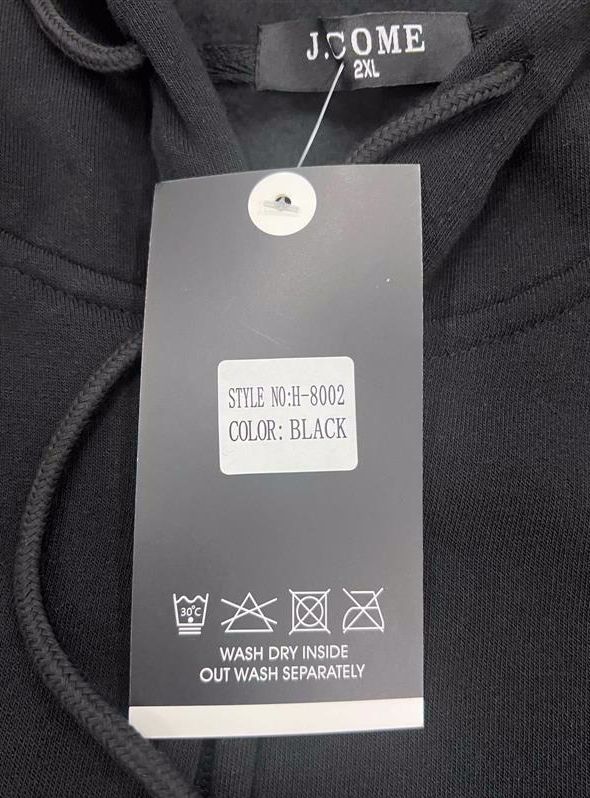 J.COME
2XL
STYLE NO:H-8002
COLOR: BLACK
30°C
WASH DRY INSIDE
OUT WASH SEPARATELY